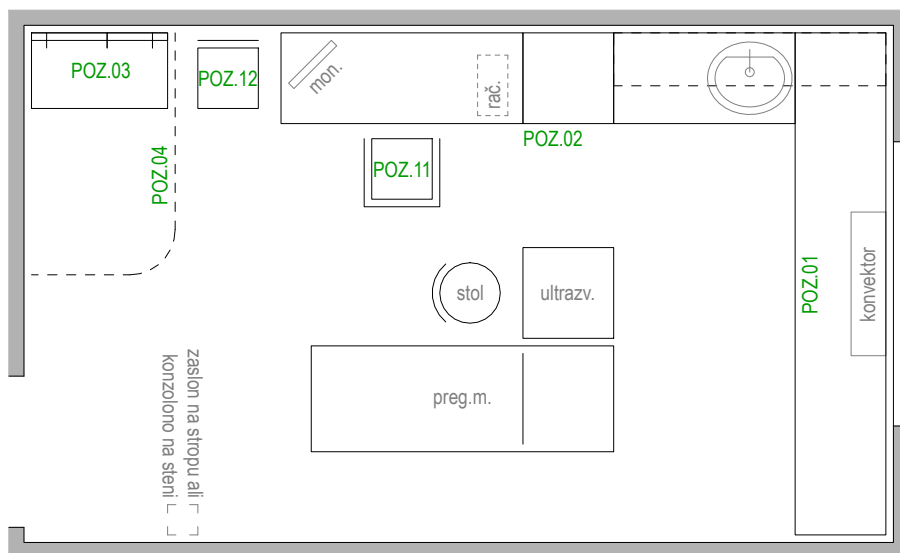 POZ.03
POZ.12
mon.
rač.
POZ.02
POZ.04
POZ.11
POZ.01
konvektor
stol
ultrazv.
preg.m.
zaslon na stropu ali
konzolono na steni